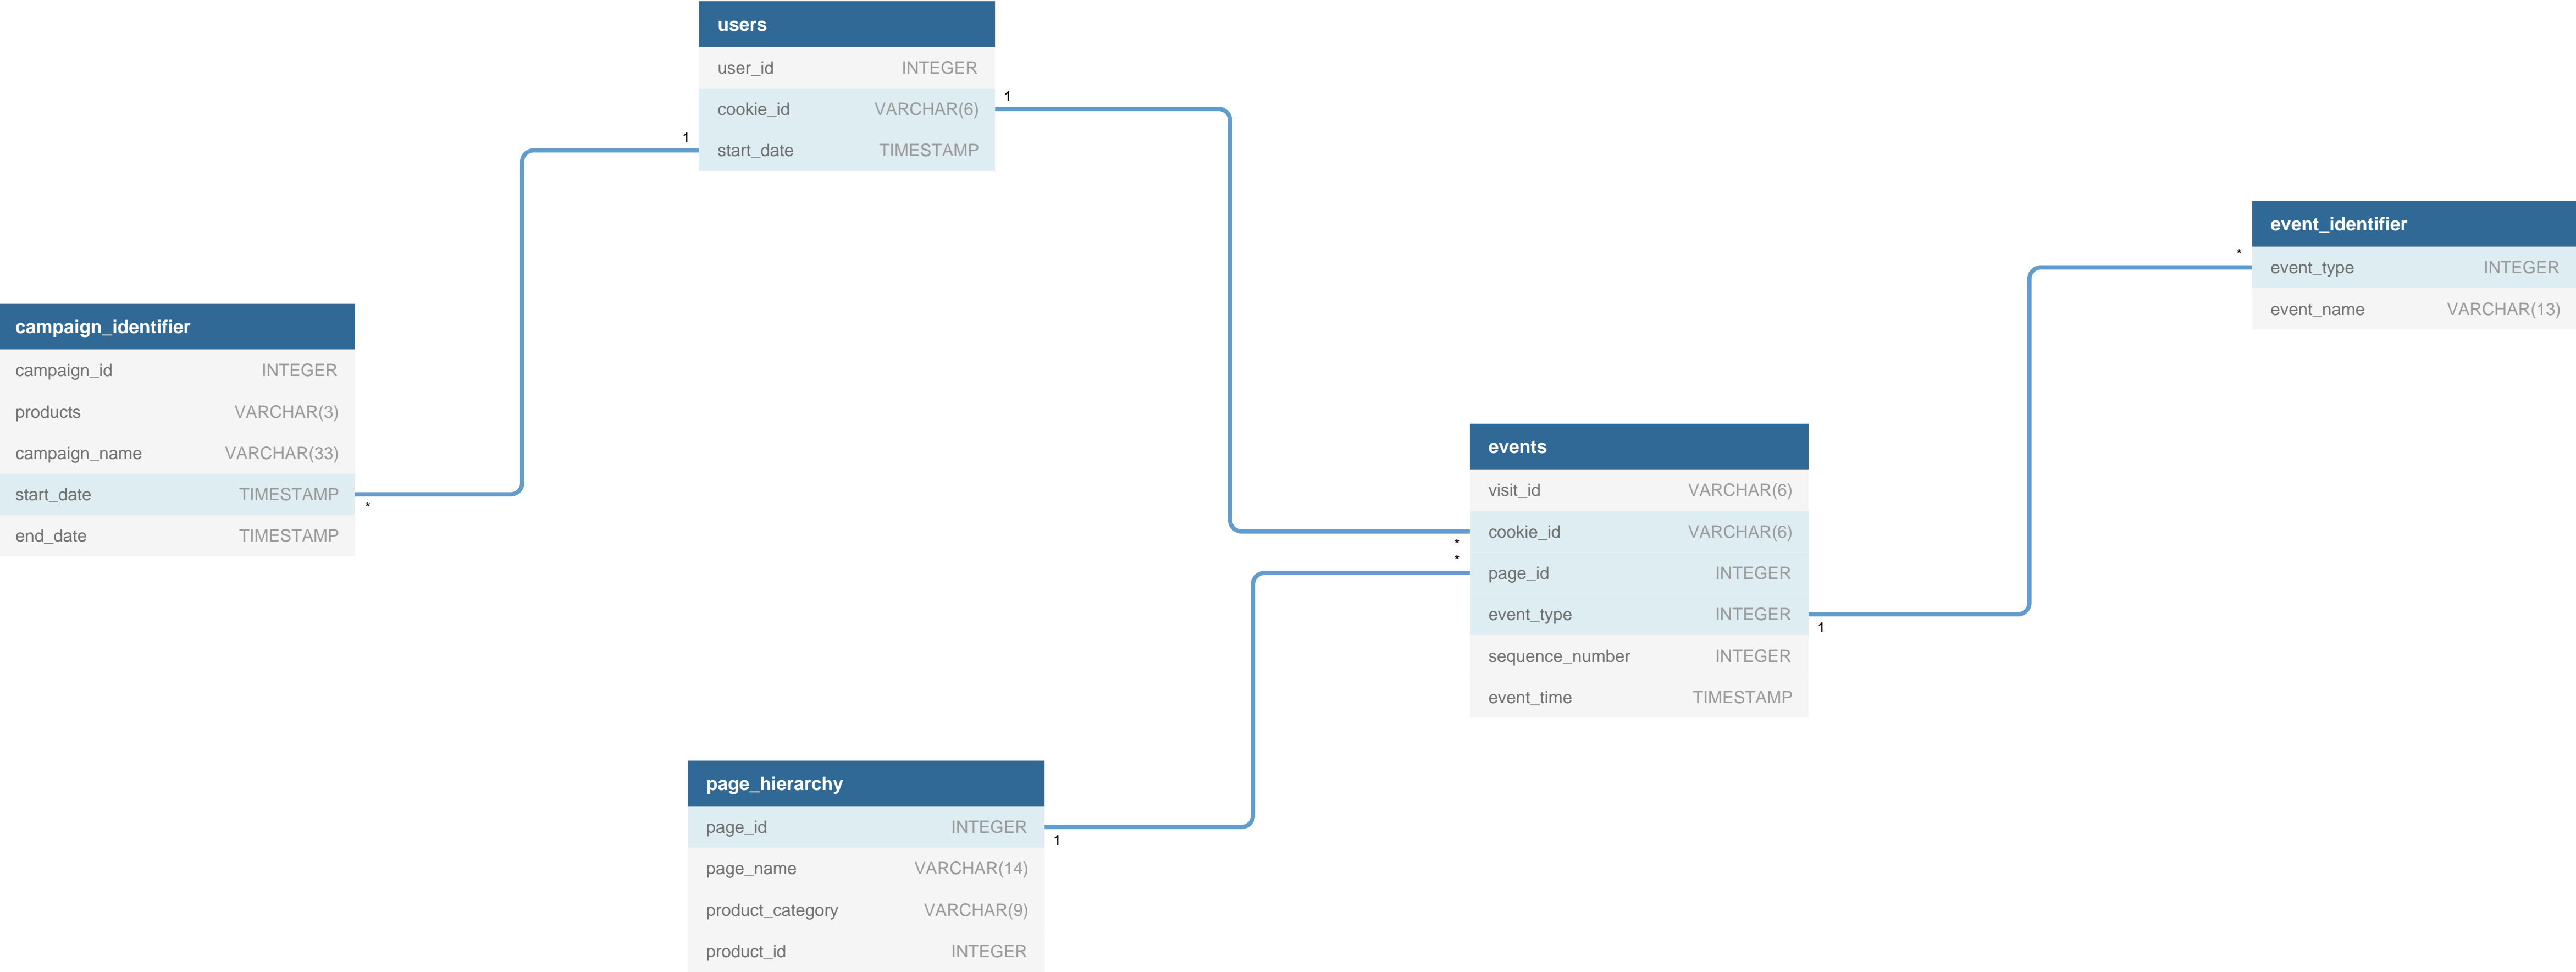 users
user_id INTEGER
cookie_id VARCHAR(6)
start_date TIMESTAMP
1
1
campaign_identifier
campaign_id INTEGER
products VARCHAR(3)
campaign_name VARCHAR(33)
start_date TIMESTAMP
end_date TIMESTAMP
*
event_identifier
event_type INTEGER
event_name VARCHAR(13)
*
events
visit_id VARCHAR(6)
cookie_id VARCHAR(6)
page_id INTEGER
event_type INTEGER
sequence_number INTEGER
event_time TIMESTAMP
*
*
1
page_hierarchy
page_id INTEGER
page_name VARCHAR(14)
product_category VARCHAR(9)
product_id INTEGER
1